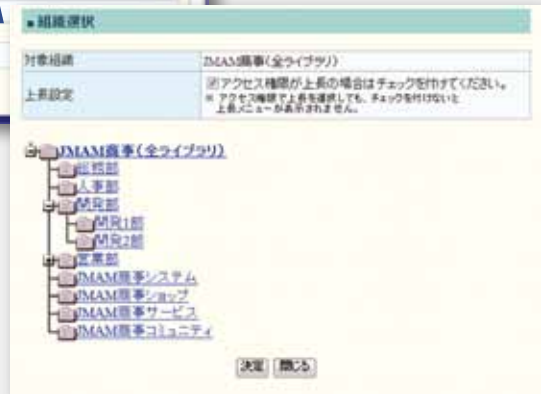 ■組織選択
対象組織 JMAM商事(全ライブラリ)
上長設定 アクセス権限が上長の場合はチェックを付けてください。
※ アクセス権限で上長を選択しても、チェックを付けないと
上長メニューが表示されません。
JMAM商事(全ライブラリ)
総務部
人事部
開発部
開発1部
開発2部
営業部
JMAM商事システム
JMAM商事ショップ
JMAM商事サービス
JMAM商事コミュニティ
決定 閉じる